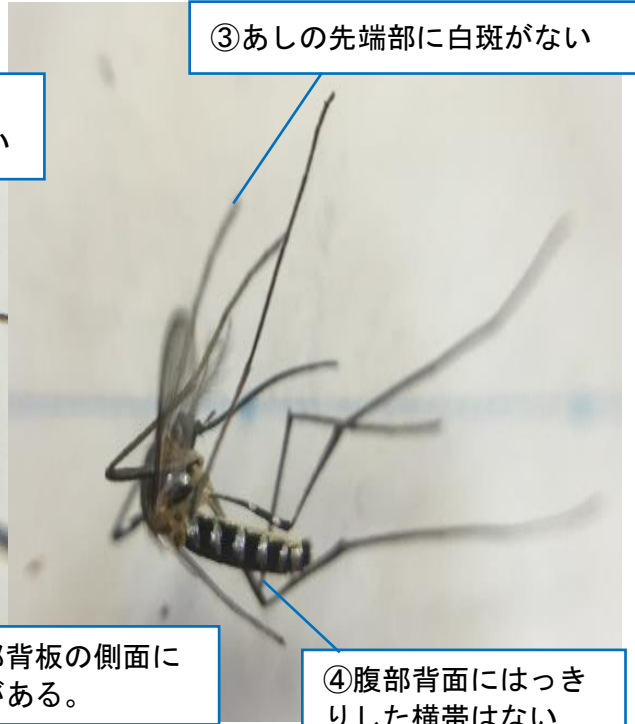 ③あしの先端部に白斑がない
い
部背板の側面に
がある。
④腹部背面にはっき
りした横帯はない